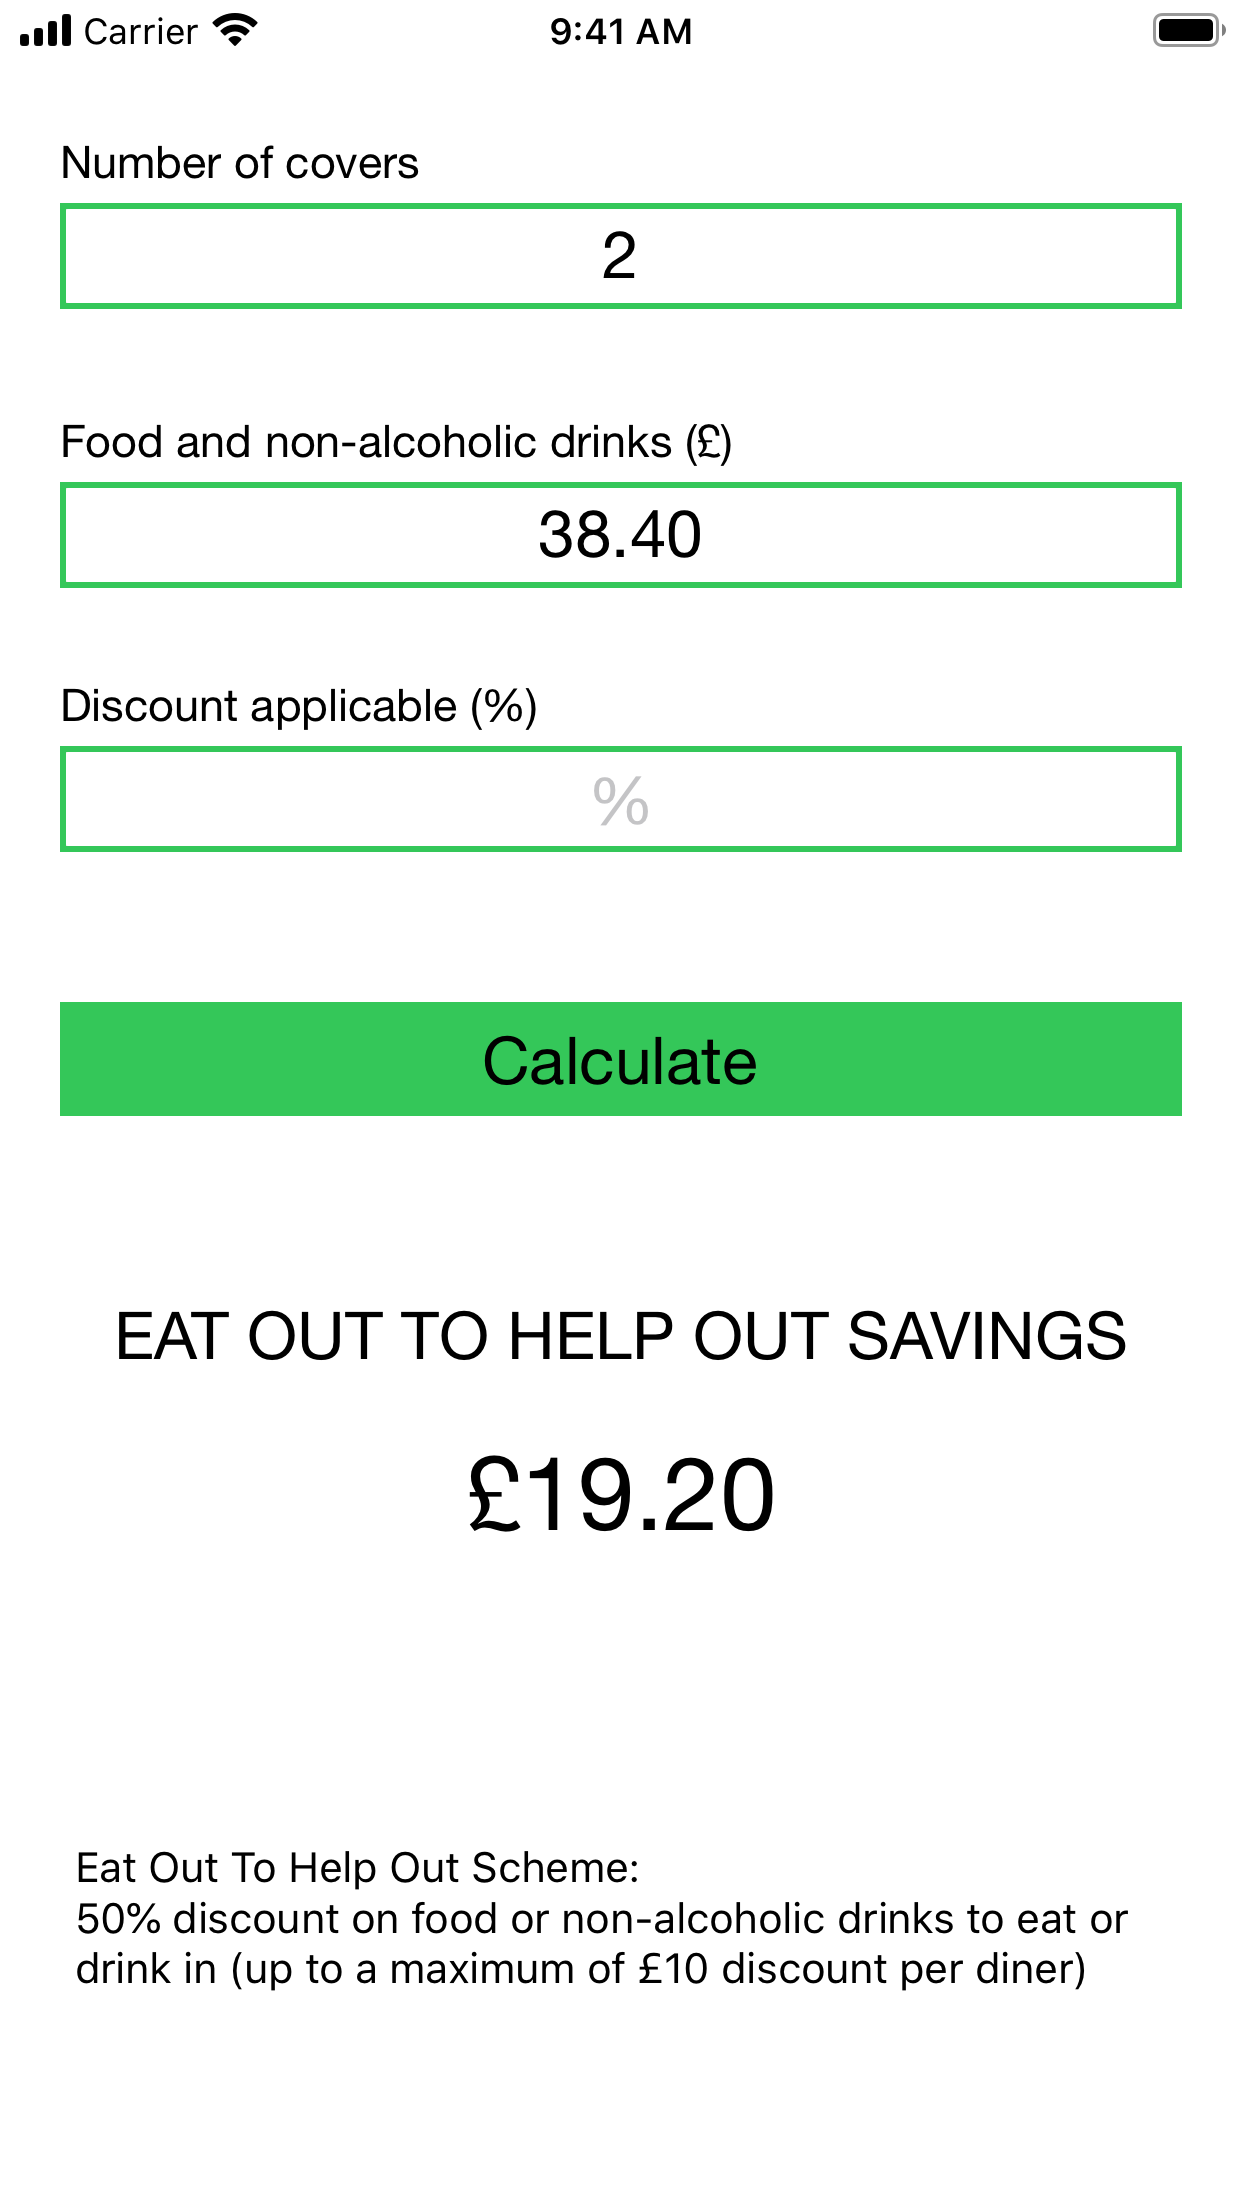 Carrier 9:41 AM
Number of covers
2
Food and non-alcoholic drinks (£)
38.40
Discount applicable (%)
%
Calculate
EAT OUT TO HELP OUT SAVINGS
£19.20
Eat Out To Help Out Scheme:
50% discount on food or non-alcoholic drinks to eat or
drink in (up to a maximum of £10 discount per diner)